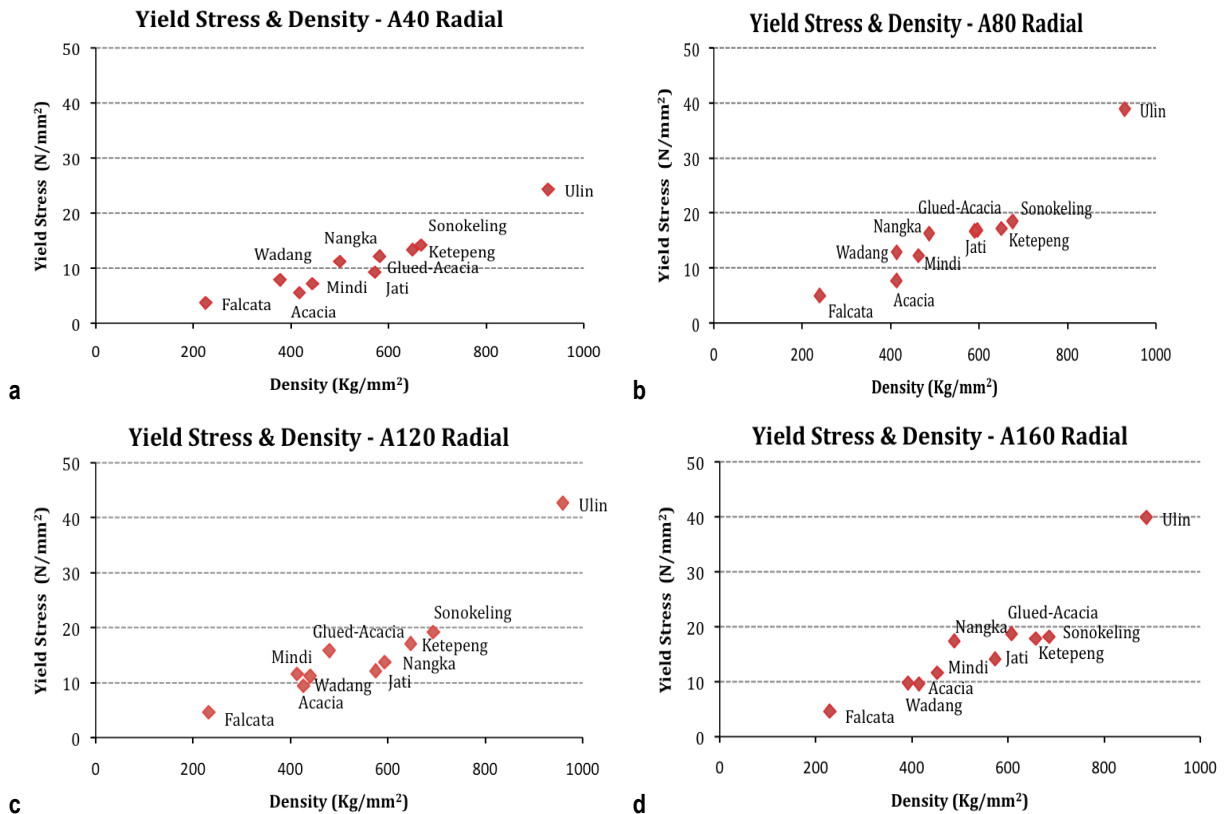 Yield Stress & Density - A40 Radial
Yield Stress (N/mm²)
50
40
30
20
10
0
Ulin
Sonokeling
Nangka
Ketepeng
Wadang
Glued-Acacia
Mindi
Jati
Falcata
Acacia
0 200 400 600 800 1000
Density (Kg/mm²)
a
Yield Stress & Density - A80 Radial
Yield Stress (N/mm²)
50
40
30
20
10
0
Ulin
Glued-Acacia
Sonokeling
Nangka
Ketepeng
Jati
Wadang
Mindi
Acacia
Falcata
0 200 400 600 800 1000
Density (Kg/mm²)
b
Yield Stress & Density - A120 Radial
Yield Stress (N/mm²)
50
40
30
20
10
0
Ulin
Sonokeling
Glued-Acacia
Ketepeng
Mindi
Nangka
Wadang
Jati
Acacia
Falcata
0 200 400 600 800 1000
Density (Kg/mm²)
c
Yield Stress & Density - A160 Radial
Yield Stress (N/mm²)
50
40
30
20
10
0
Ulin
Glued-Acacia
Nangka
Sonokeling
Ketepeng
Jati
Mindi
Acacia
Wadang
Falcata
0 200 400 600 800 1000
Density (Kg/mm²)
d